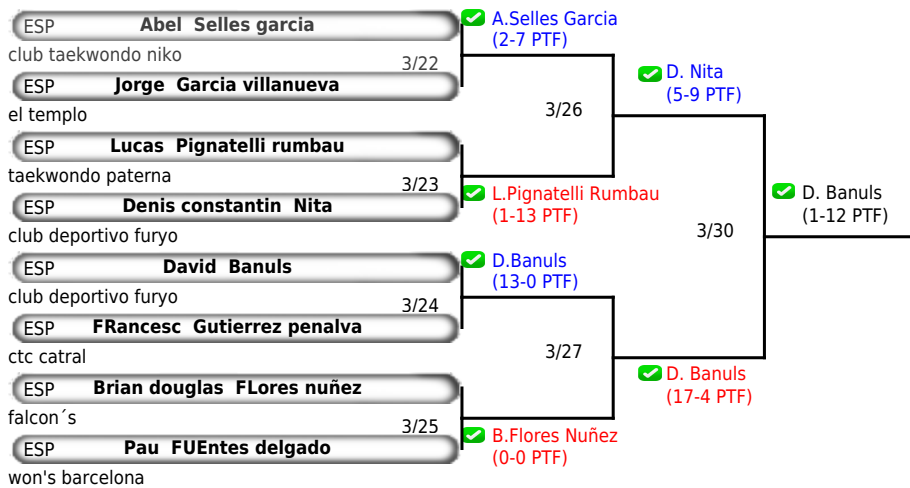 ESP Abel Selles garcia
club taekwondo niko
3/22
ESP Jorge Garcia villanueva
el templo
A.Selles Garcia
(2-7 PTF)
ESP Lucas Pignatelli rumbau
taekwondo paterna
3/23
ESP Denis constantin Nita
club deportivo furyo
L.Pignatelli Rumbau
(1-13 PTF)
3/26
D. Nita
(5-9 PTF)
ESP David Banuls
club deportivo furyo
3/24
ESP FRancesc Gutierrez penalva
ctc catral
D.Banuls
(13-0 PTF)
ESP Brian douglas FLores nuñez
falcon´s
3/25
ESP Pau FUEntes delgado
won's barcelona
B.Flores Nuñez
(0-0 PTF)
3/27
D. Banuls
(17-4 PTF)
3/30
D. Banuls
(1-12 PTF)